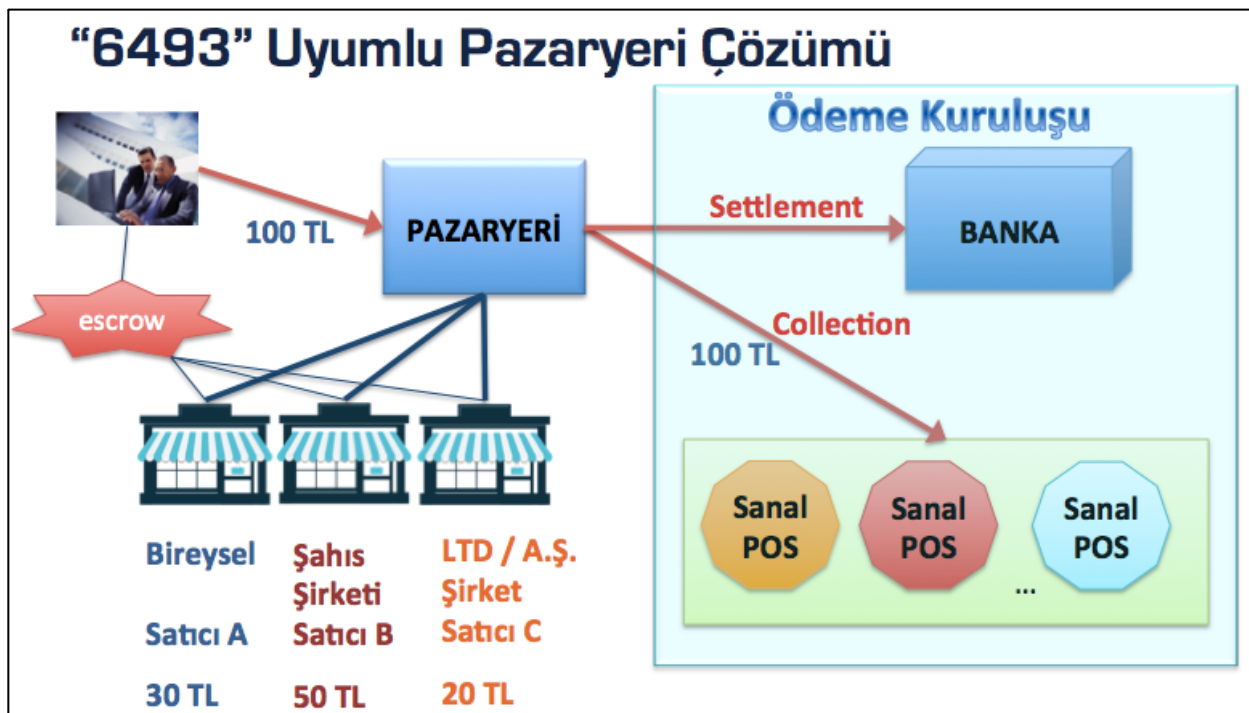 “6493” Uyumlu Pazaryeri Çözümü
Ödeme Kuruluşu
100 TL
PAZARYERİ
Settlement
BANKA
escrow
Collection
100 TL
Sanal
POS
Sanal
POS
...
Sanal
POS
Bireysel
Satıcı A
30 TL
Şahıs
Şirketi
Satıcı B
50 TL
LTD / A.Ş.
Şirket
Satıcı C
20 TL